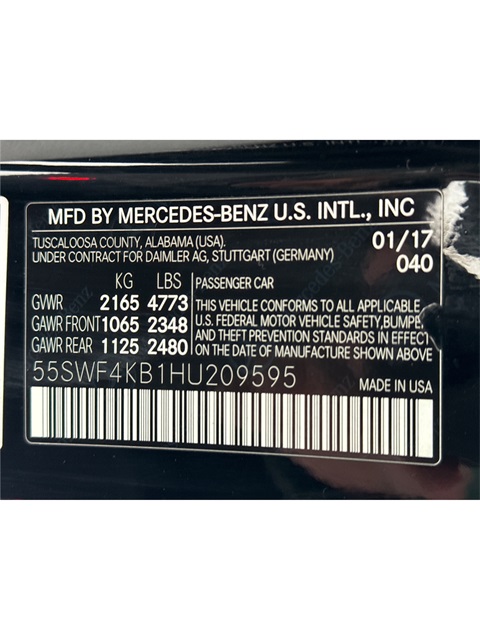 MFD BY MERCEDES-BENZ U.S. INTL., INC
TUSCALOOSA COUNTY, ALABAMA (USA). 01/17
UNDER CONTRACT FOR DAIMLER AG, STUTTGART (GERMANY) 040
KG LBS PASSENGER CAR
GVWR 2165 4773 THIS VEHICLE CONFORMS TO ALL APPLICABLE
GAWR FRONT 1065 2348 U.S. FEDERAL MOTOR VEHICLE SAFETY, BUMPE
AND THEFT PREVENTION STANDARDS IN EFFECT
GAWR REAR 1125 2480 ON THE DATE OF MANUFACTURE SHOWN ABOVE.
55SWF4KB1HU209595 MADE IN USA